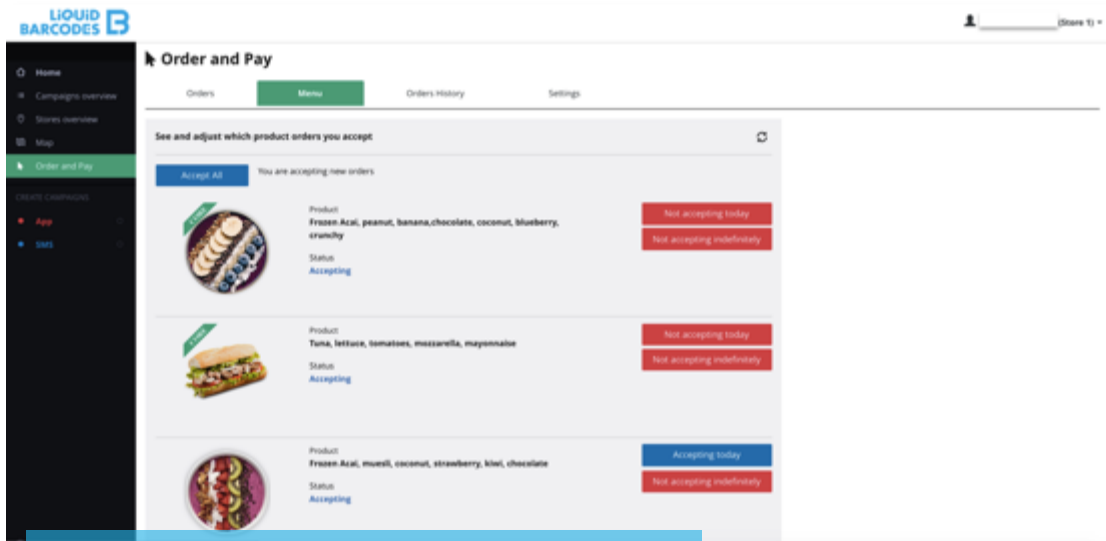 LiQUiD
BARCODES
(Store 1)
Order and Pay
Home
Campaigns overview
Stores overview
Map
Order and Pay
CREATE CAMPAIGNS
App
SMS
Orders
Menu
Orders History
Settings
See and adjust which product orders you accept
Accept All
You are accepting new orders
Product
Frozen Acai, peanut, banana,chocolate, coconut, blueberry,
crunchy
Status
Accepting
Not accepting today
Not accepting indefinitely
Product
Tuna, lettuce, tomatoes, mozzarella, mayonnaise
Status
Accepting
Not accepting today
Not accepting indefinitely
Product
Frozen Acai, muesli, coconut, strawberry, kiwi, chocolate
Status
Accepting
Accepting today
Not accepting indefinitely